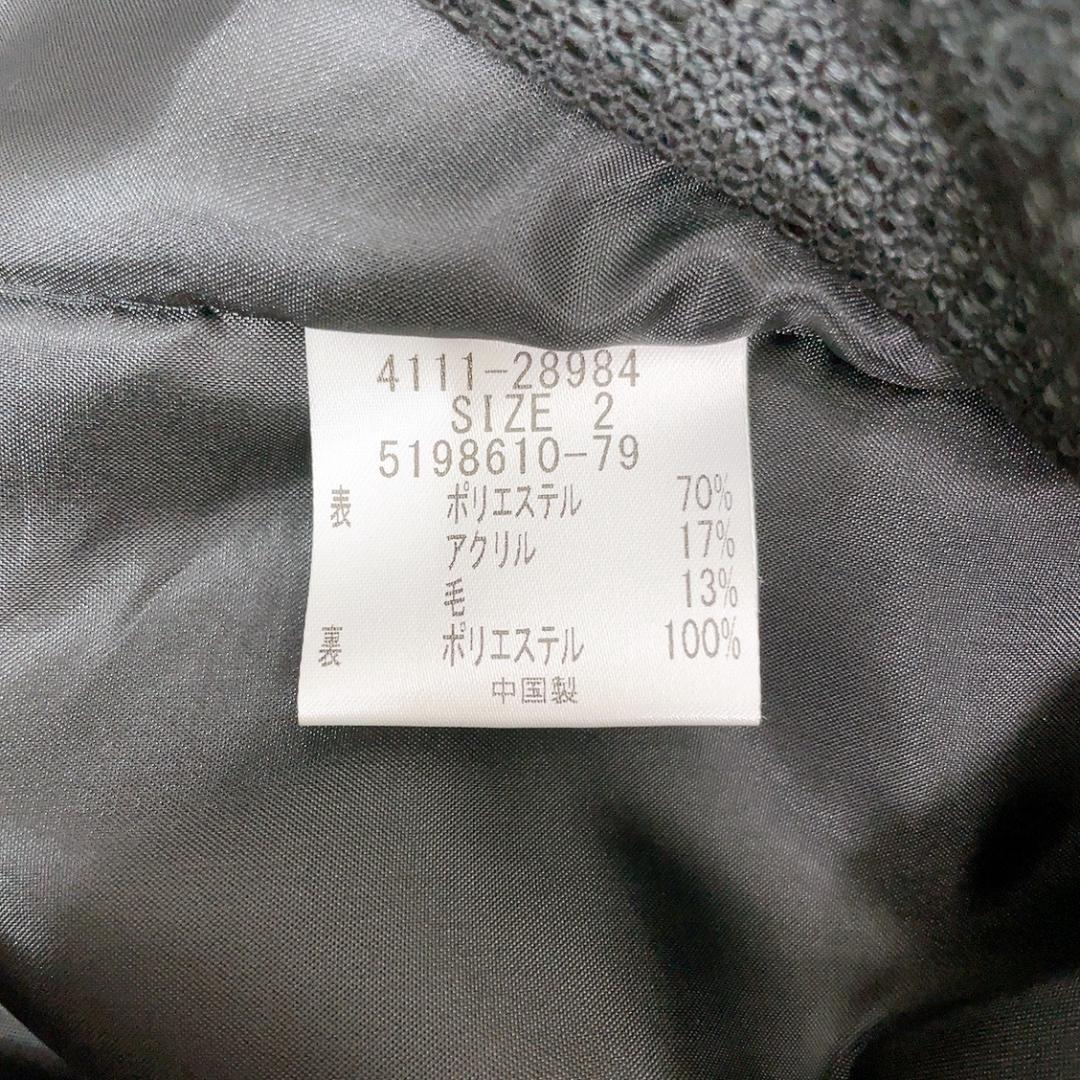 4111-28984
SIZE 2
5198610-79
表 ポリエステル 70%
アクリル 17%
毛 13%
裏 ポリエステル 100%
中国製